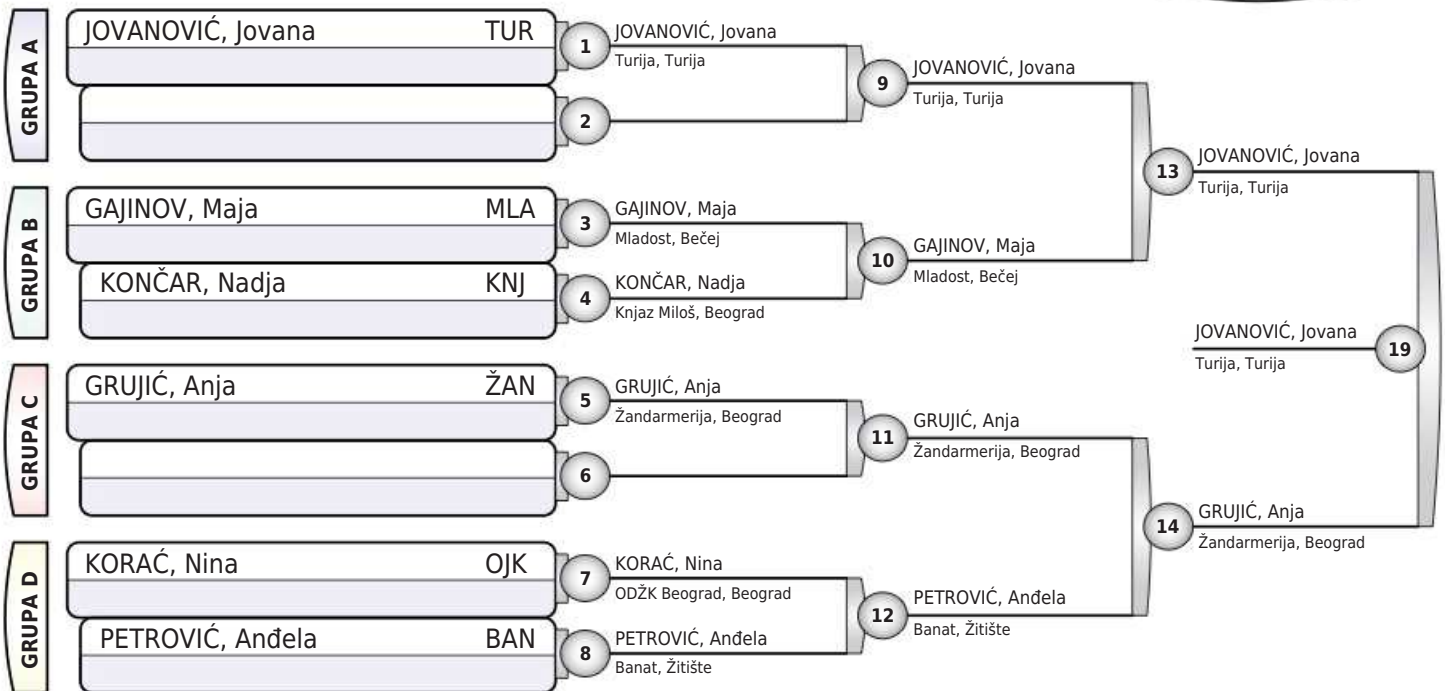 GRUPA A
JOVANOVIĆ, Jovana TUR
1
JOVANOVIĆ, Jovana
Turija, Turija
2
9
JOVANOVIĆ, Jovana
Turija, Turija
GRUPA B
GAJINOV, Maja MLA
3
GAJINOV, Maja
Mladost, Bečej
KONČAR, Nadja KNJ
4
KONČAR, Nadja
Knjaz Miloš, Beograd
10
GAJINOV, Maja
Mladost, Bečej
13
JOVANOVIĆ, Jovana
Turija, Turija
GRUPA C
GRUJIĆ, Anja ŽAN
5
GRUJIĆ, Anja
Žandarmerija, Beograd
6
11
GRUJIĆ, Anja
Žandarmerija, Beograd
GRUPA D
KORAĆ, Nina OJK
7
KORAĆ, Nina
ODŽK Beograd, Beograd
PETROVIĆ, Anđela BAN
8
PETROVIĆ, Anđela
Banat, Žitište
12
PETROVIĆ, Anđela
Banat, Žitište
14
GRUJIĆ, Anja
Žandarmerija, Beograd
JOVANOVIĆ, Jovana
Turija, Turija
19